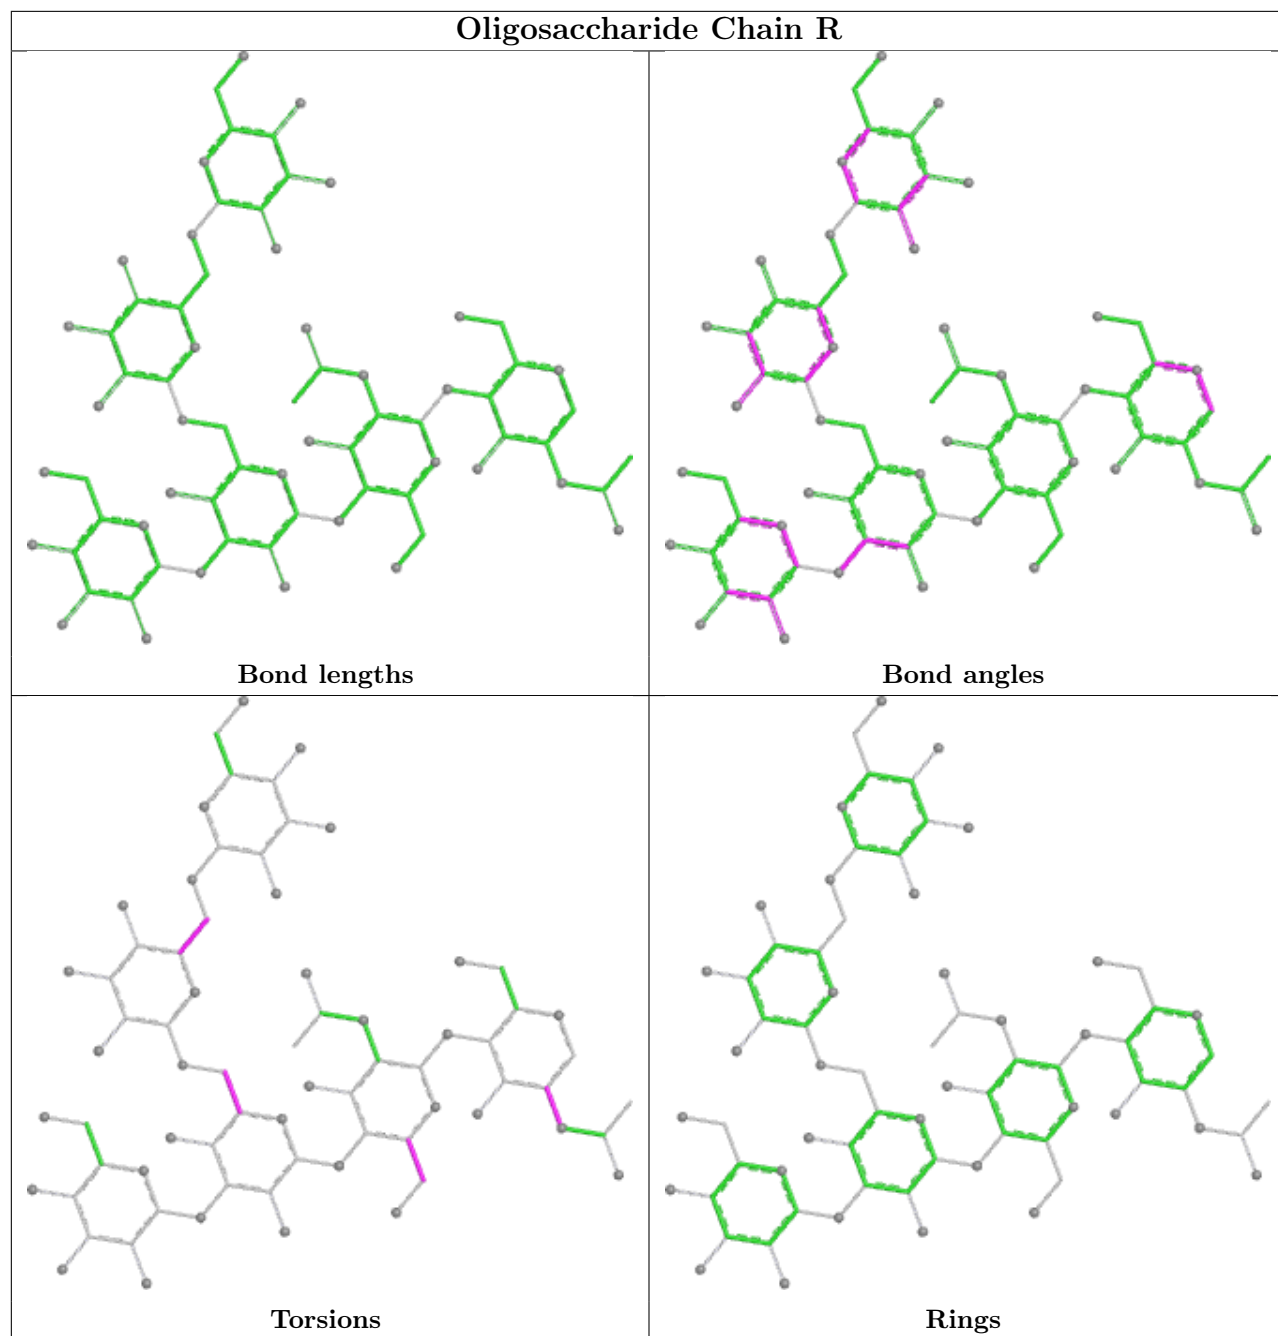 Oligosaccharide Chain R
Bond lengths
Bond angles
Torsions
Rings